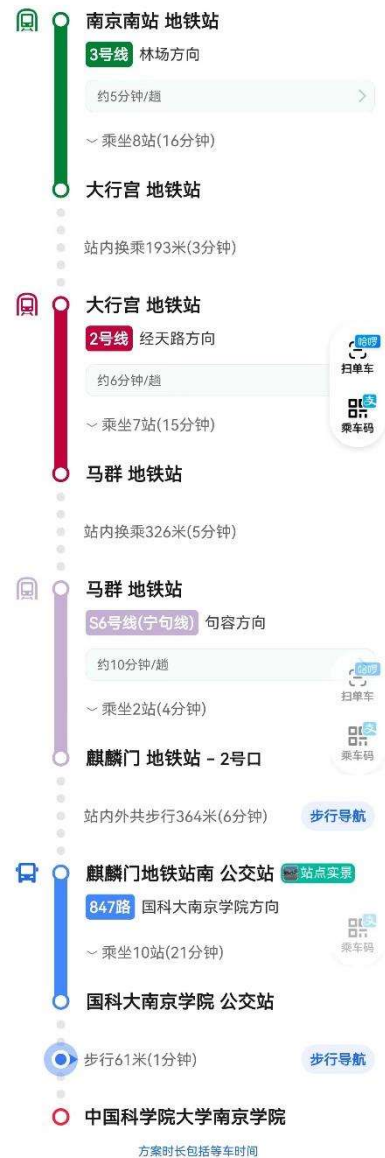 南京南站 地铁站
3号线 林场方向
约5分钟/趟
乘坐8站(16分钟)
大行宫 地铁站
站内换乘193米(3分钟)
大行宫 地铁站
2号线 经天路方向
哈啰
扫单车
约6分钟/趟
支
乘车码
乘坐7站(15分钟)
马群 地铁站
站内换乘326米(5分钟)
马群 地铁站
S6号线(宁句线) 句容方向
约10分钟/趟
哈啰
扫单车
乘坐2站(4分钟)
支
乘车码
麒麟门 地铁站 - 2号口
站内外共步行364米(6分钟) 步行导航
麒麟门地铁站南 公交站 站点实景
847路 国科大南京学院方向
支
乘车码
乘坐10站(21分钟)
国科大南京学院 公交站
步行61米(1分钟) 步行导航
中国科学院大学南京学院
方案时长包括等车时间